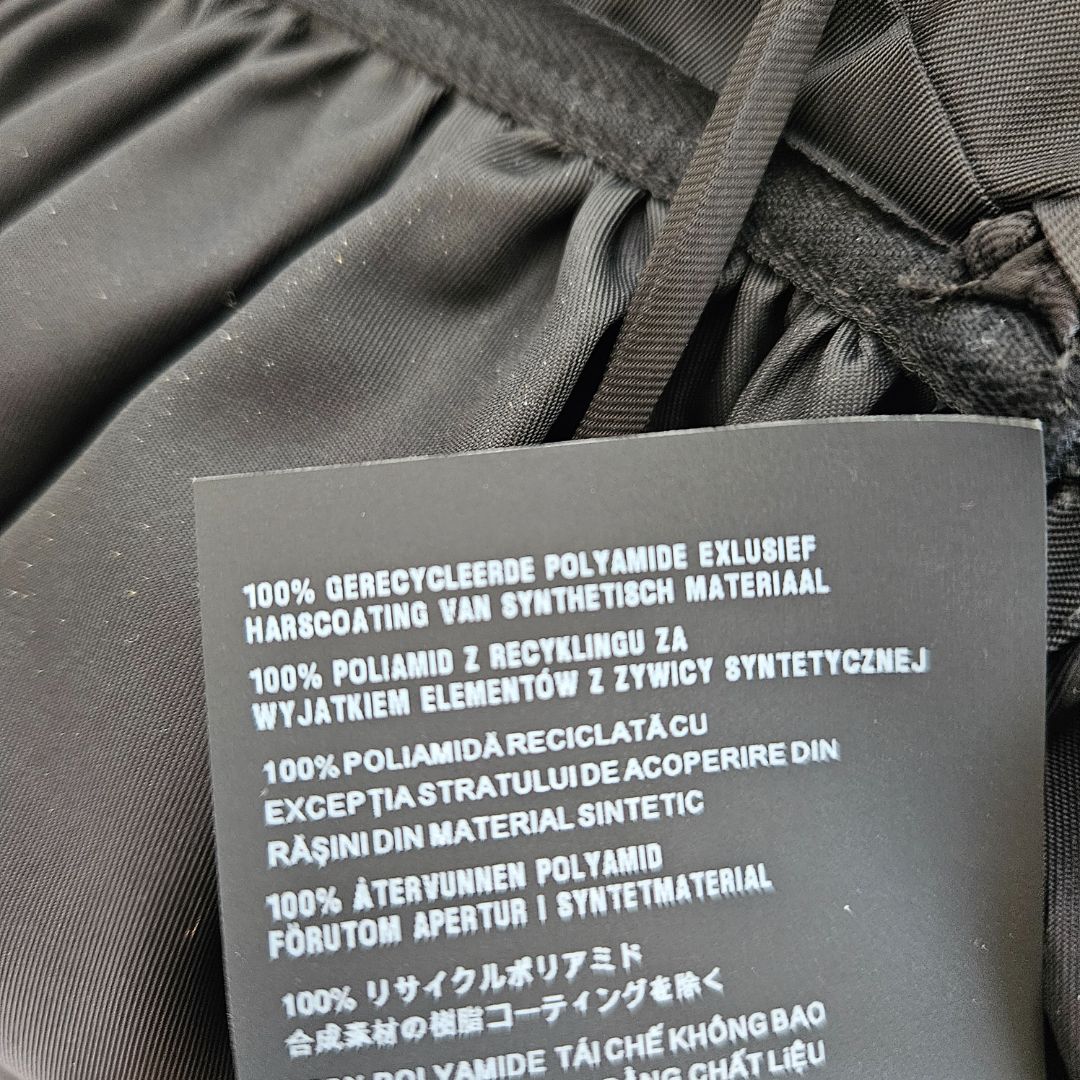 100% GERECYCLEERDE POLYAMIDE EXLUSIEF
HARSCOATING VAN SYNTHETISCH MATERIAAL
100% POLIAMID Z RECYKLINGU ZA
WYJATKIEM ELEMENTÓW Z ZYWICY SYNTETYCZNEJ
100% POLIAMIDĂ RECICLATĂ CU
EXCEPȚIA STRATULUI DE ACOPERIRE DIN
RĂȘINI DIN MATERIAL SINTETIC
100% ÅTERVUNNEN POLYAMID
FÖRUTOM APERTUR I SYNTETMATERIAL
100% リサイクルポリアミド
合成素材の樹脂コーティングを除く
POLYAMIDE TÁI CHẾ KHÔNG BAO
BẰNG CHẤT LIỆU